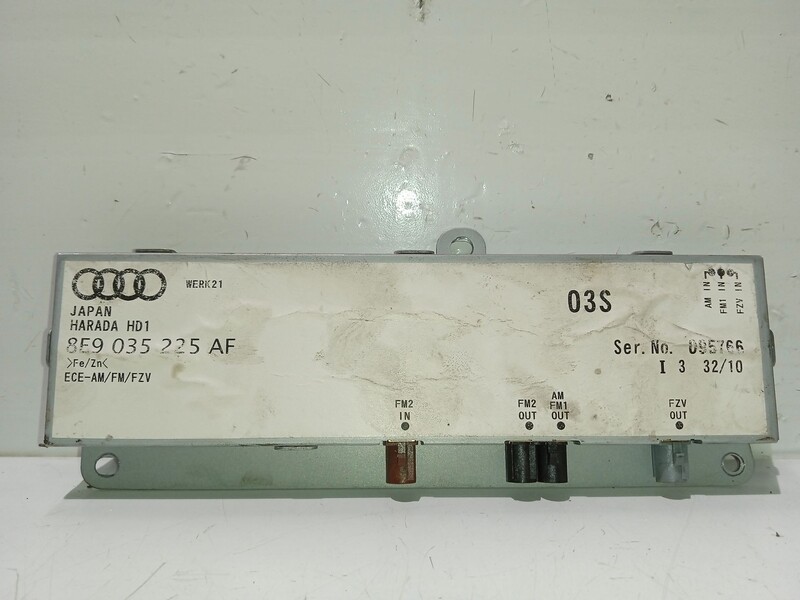 WERK21
JAPAN
HARADA HD1
8E9 035 225 AF
>Fe/Zn<
ECE-AM/FM/FZV
03S
AM IN
FM1 IN
FZV IN
Ser.No. 095766
I 3 32/10
FM2
IN
FM2
OUT
AM
FM1
OUT
FZV
OUT